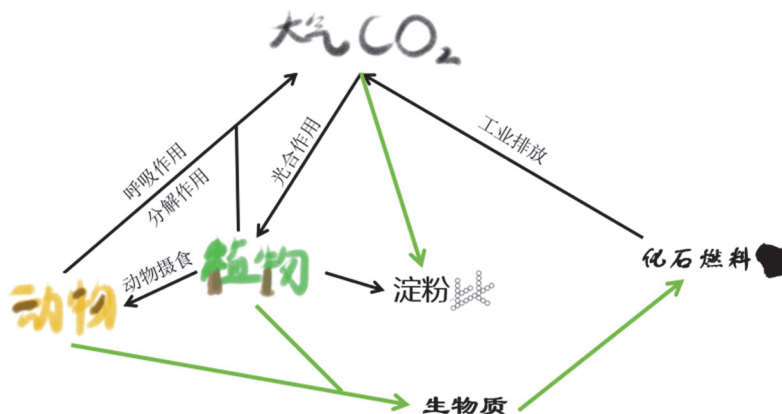 大气CO₂
呼吸作用
分解作用
光合作用
工业排放
动物摄食
植物
化石燃料
动物
淀粉
生物质